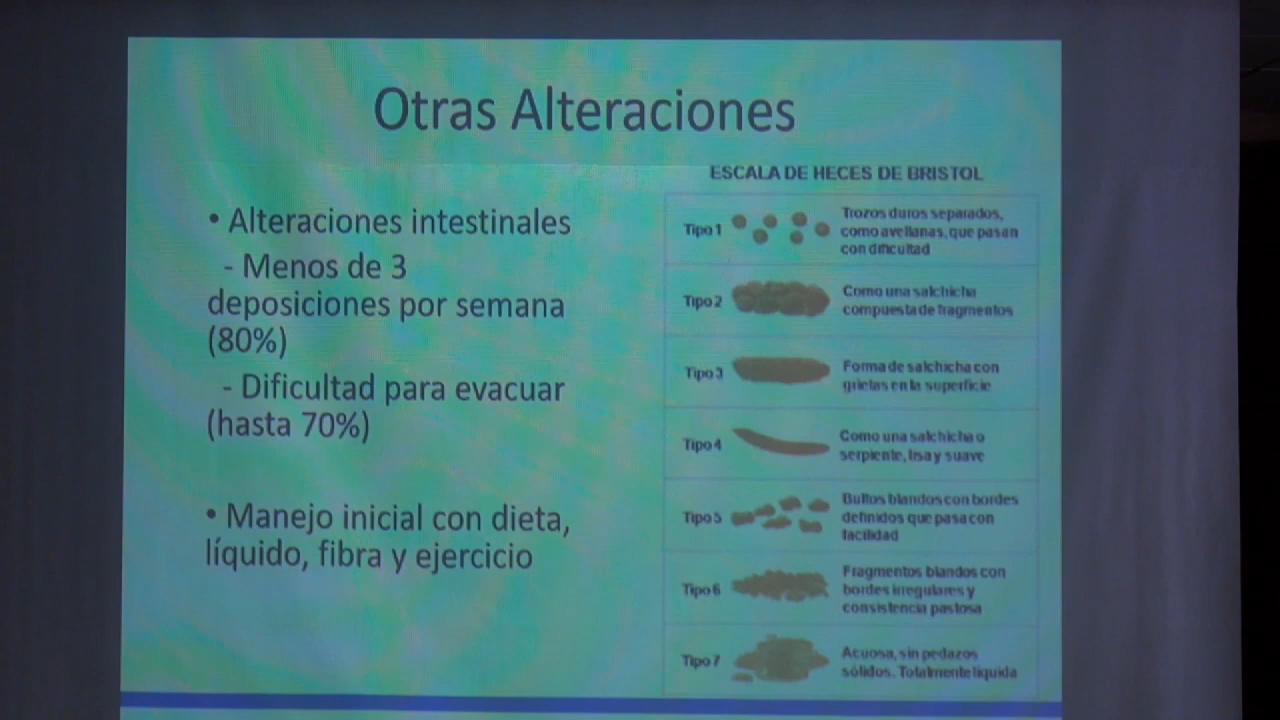 Otras Alteraciones
• Alteraciones intestinales
- Menos de 3
deposiciones por semana
(80%)
- Dificultad para evacuar
(hasta 70%)
• Manejo inicial con dieta,
líquido, fibra y ejercicio
ESCALA DE HECES DE BRISTOL
Tipo 1
Trozos duros separados,
como avellanas, que pasan
con dificultad
Tipo 2
Como una salchicha
compuesta de fragmentos
Tipo 3
Forma de salchicha con
grietas en la superficie
Tipo 4
Como una salchicha o
serpiente, lisa y suave
Tipo 5
Bultos blandos con bordes
definidos que pasa con
facilidad
Tipo 6
Fragmentos blandos con
bordes irregulares y
consistencia pastosa
Tipo 7
Acuosa, sin pedazos
sólidos. Totalmente líquida